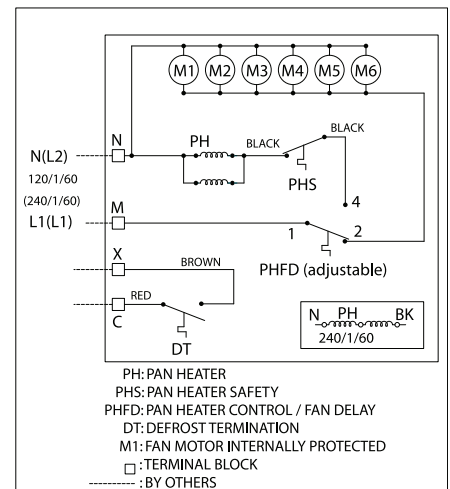 M1 M2 M3 M4 M5 M6
N
PH
BLACK
BLACK
N(L2)
120/1/60
(240/1/60)
PHS
L1(L1)
M
4
1
2
X
BROWN
PHFD (adjustable)
RED
C
DT
N PH BK
240/1/60
PH: PAN HEATER
PHS: PAN HEATER SAFETY
PHFD: PAN HEATER CONTROL / FAN DELAY
DT: DEFROST TERMINATION
M1: FAN MOTOR INTERNALLY PROTECTED
: TERMINAL BLOCK
: BY OTHERS